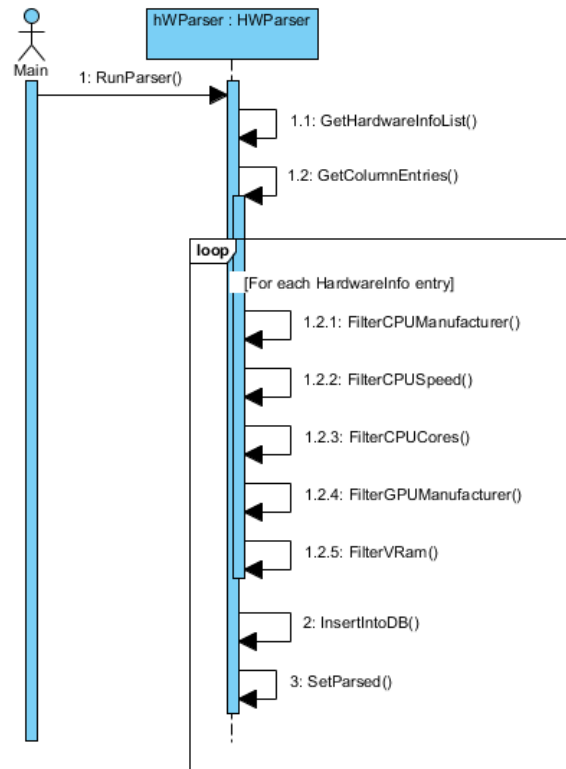 hWParser : HWParser
Main
1: RunParser()
1.1: GetHardwareInfoList()
1.2: GetColumnEntries()
loop
[For each HardwareInfo entry]
1.2.1: FilterCPUManufacturer()
1.2.2: FilterCPUSpeed()
1.2.3: FilterCPUCores()
1.2.4: FilterGPUManufacturer()
1.2.5: FilterVRam()
2: InsertIntoDB()
3: SetParsed()